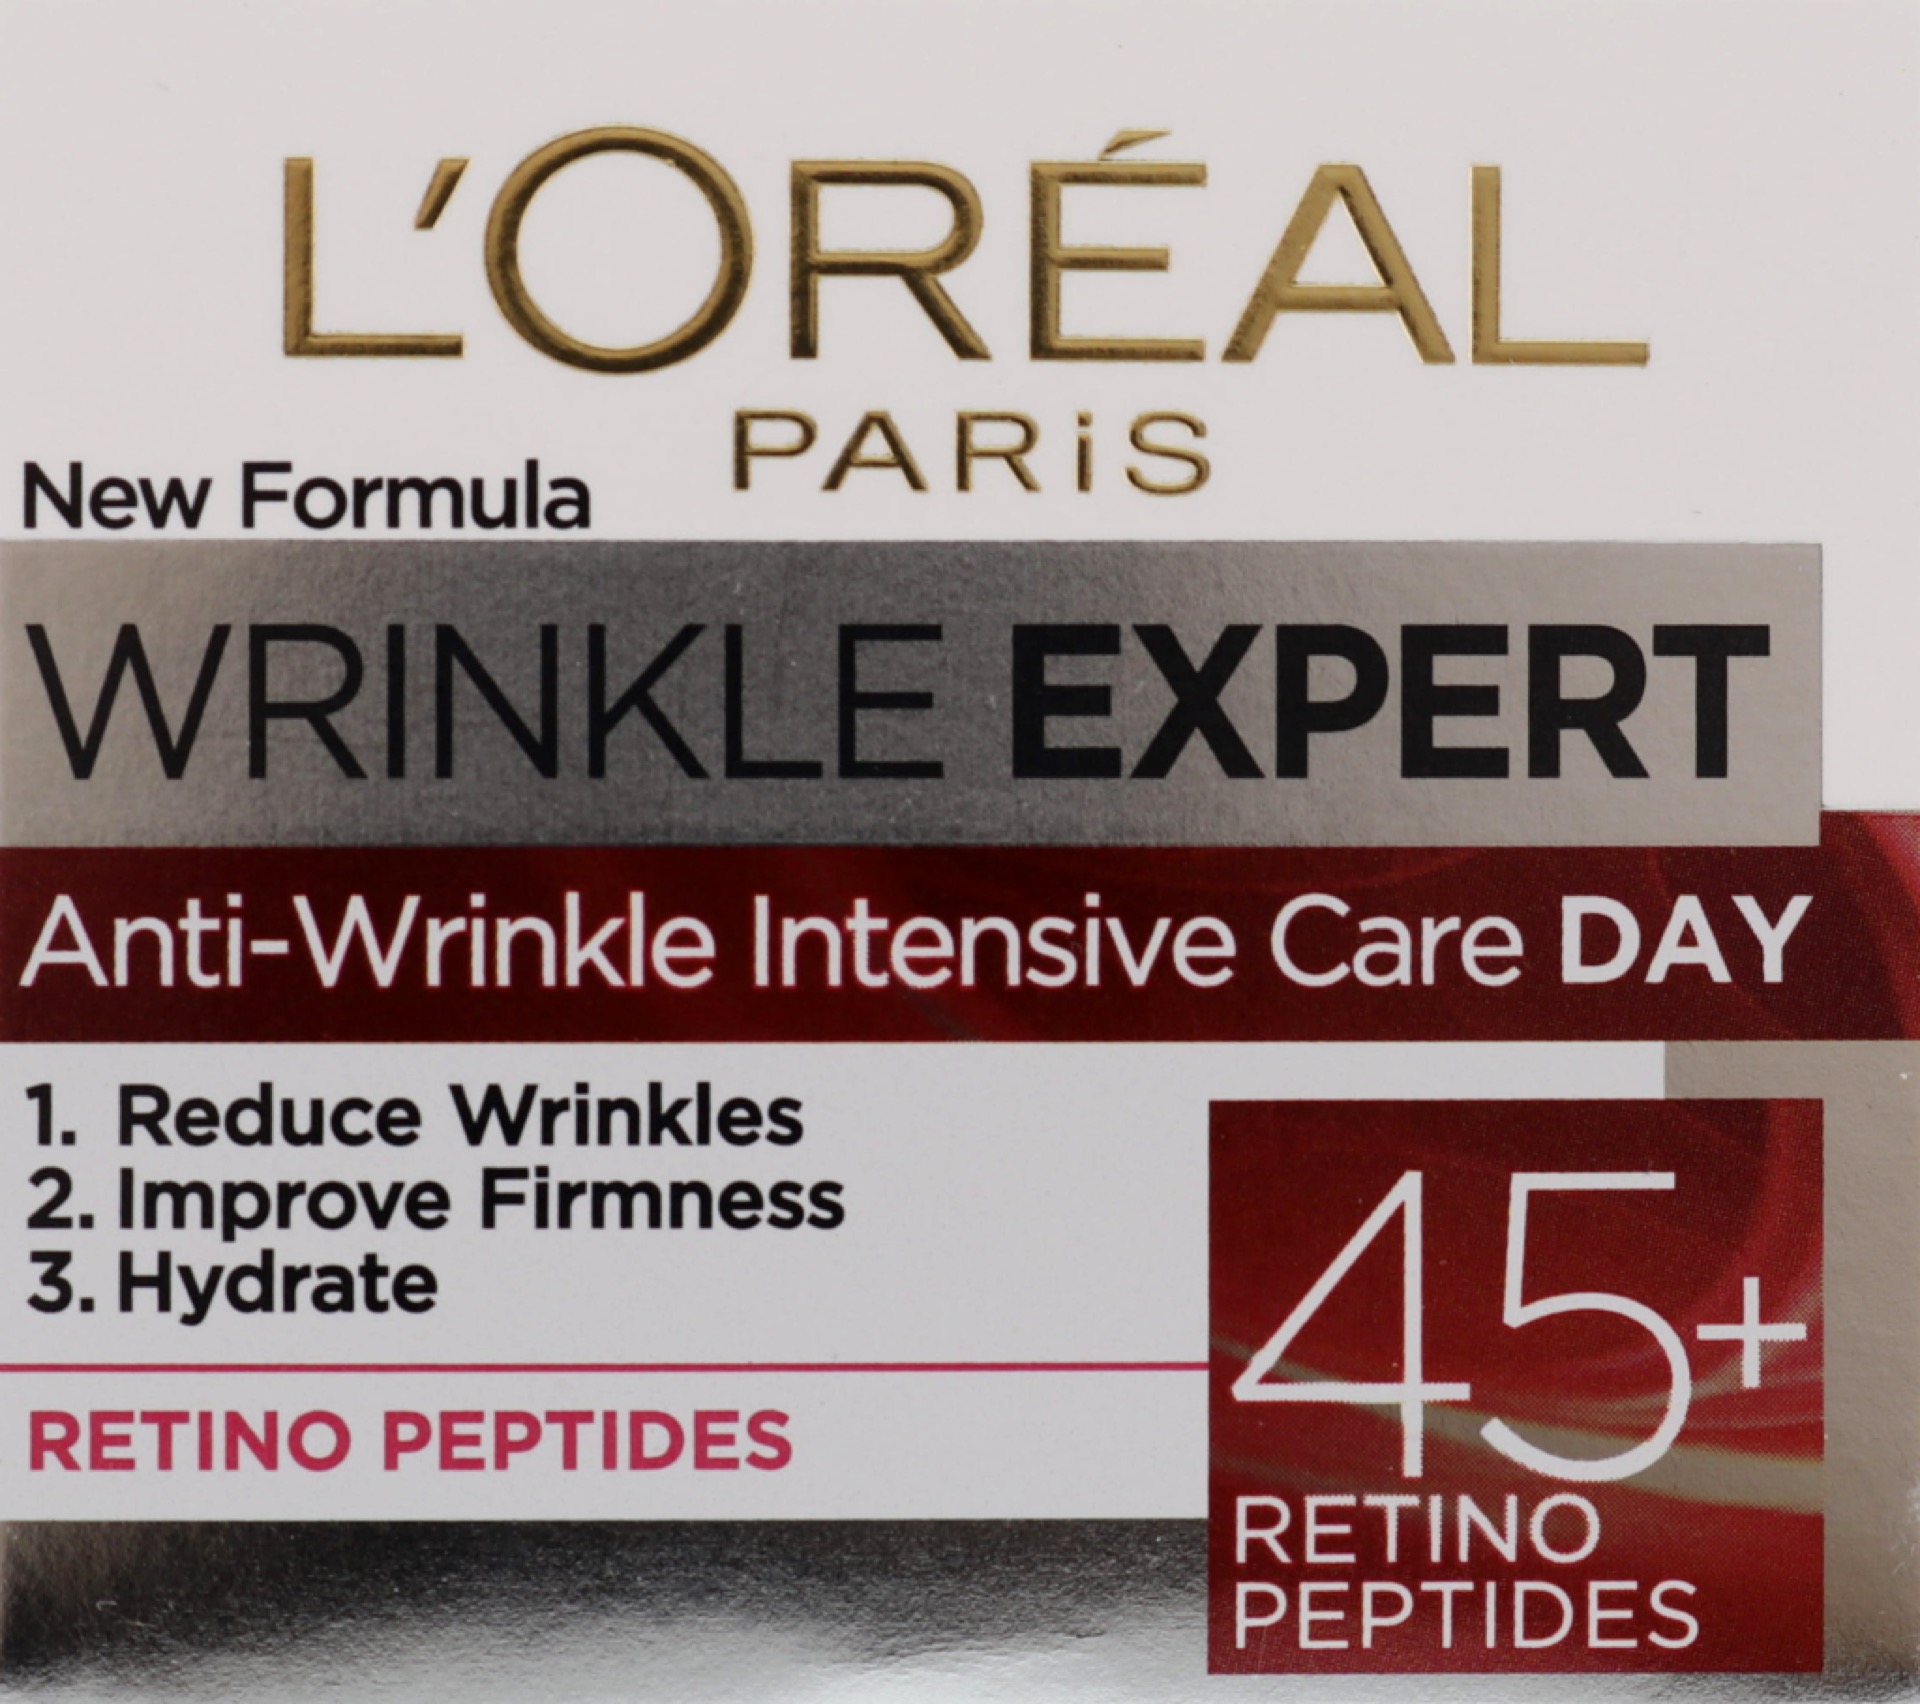 L'ORÉAL
PARiS
New Formula
WRINKLE EXPERT
Anti-Wrinkle Intensive Care DAY
1. Reduce Wrinkles
2. Improve Firmness
3. Hydrate
RETINO PEPTIDES
45+
RETINO
PEPTIDES